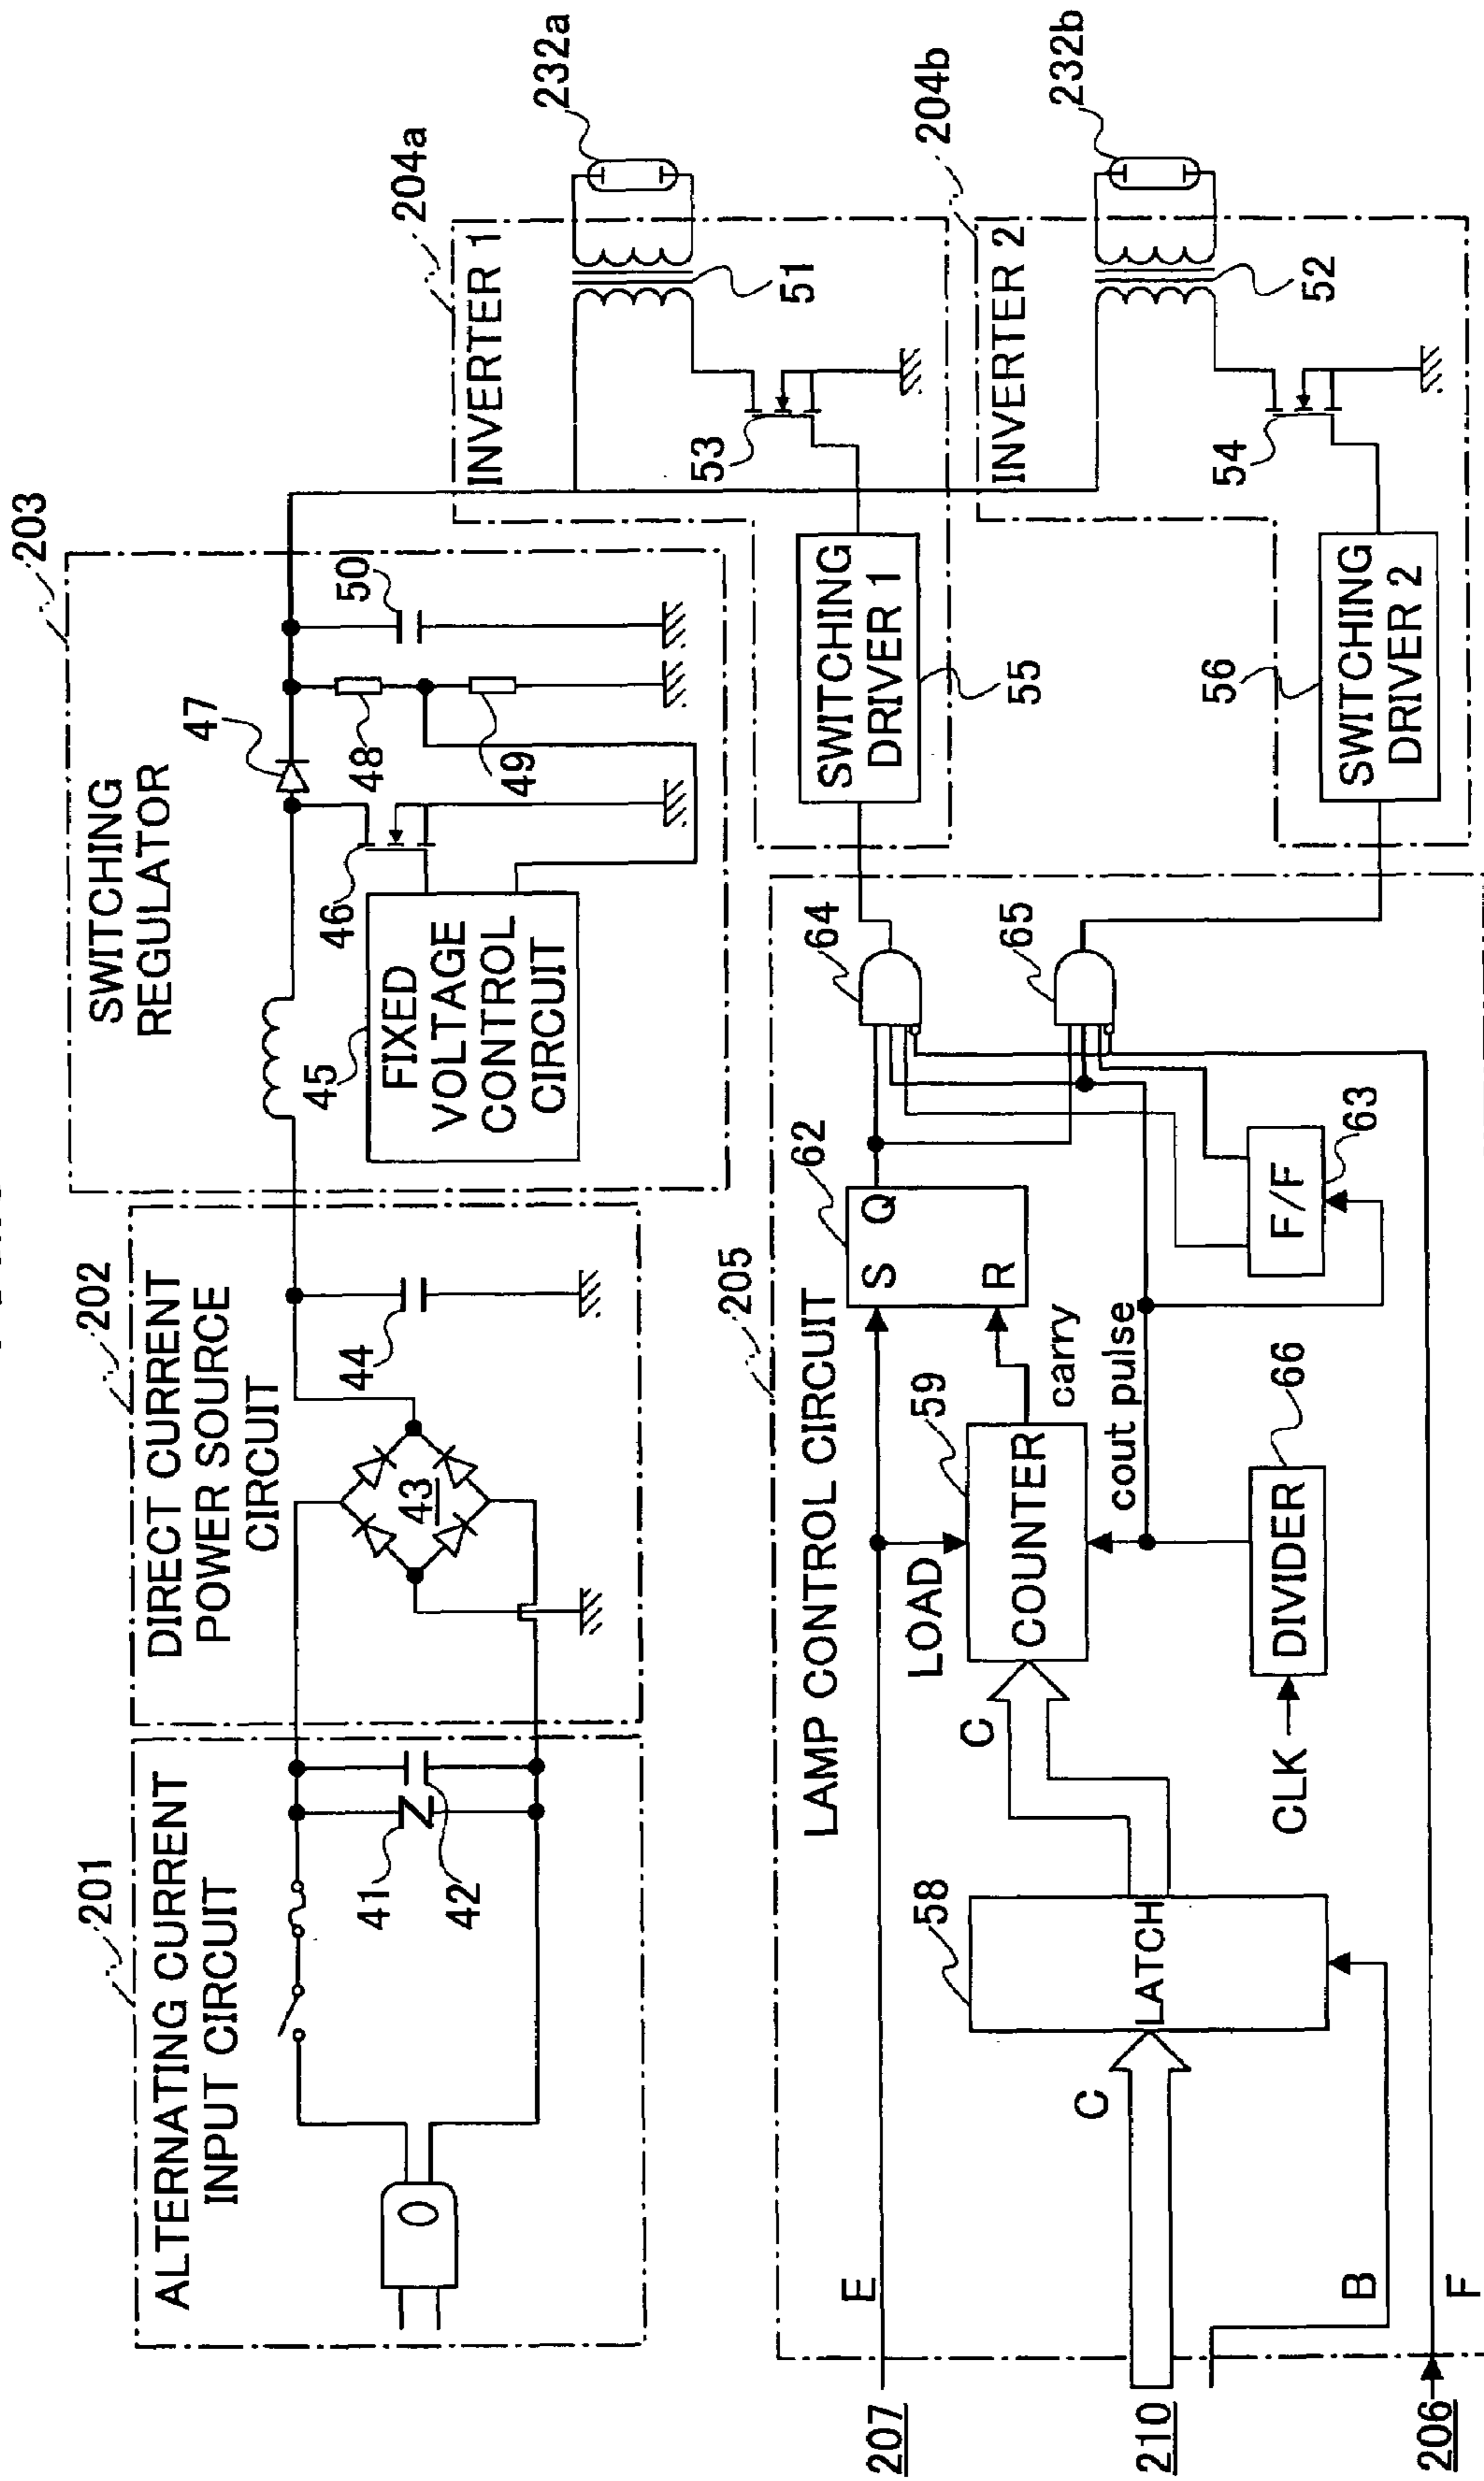 201
ALTERNATING CURRENT
INPUT CIRCUIT
41
42
202
DIRECT CURRENT
POWER SOURCE
CIRCUIT
43
44
203
SWITCHING
REGULATOR
45
FIXED
VOLTAGE
CONTROL
CIRCUIT
46
47
48
49
50
204a
INVERTER 1
51
53
232a
SWITCHING
DRIVER 1
55
204b
INVERTER 2
52
54
232b
SWITCHING
DRIVER 2
56
205
LAMP CONTROL CIRCUIT
207
E
210
C
B
206
F
58
LATCH
C
LOAD
59
COUNTER
carry
cout pulse
CLK
DIVIDER
66
62
S
Q
R
F/F
63
64
65